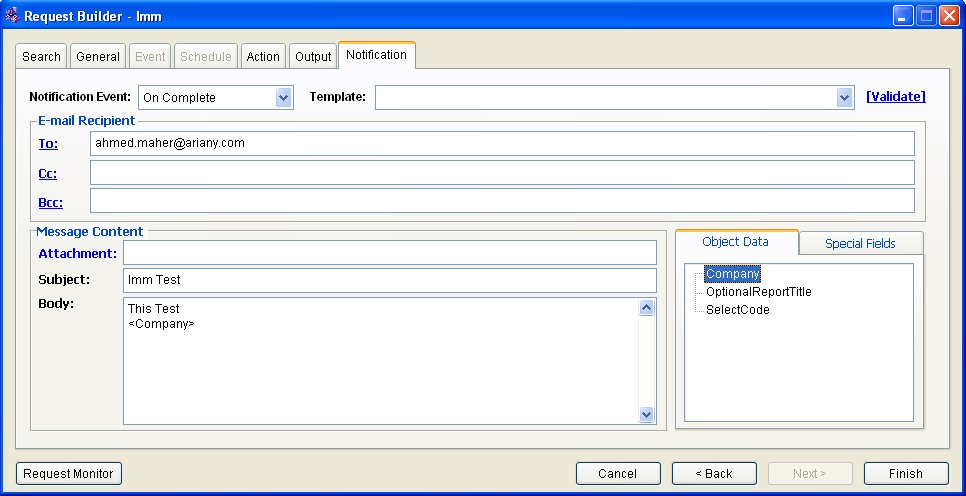 Request Builder - Imm
Search General Event Schedule Action Output Notification
Notification Event: On Complete Template: [Validate]
E-mail Recipient
To: ahmed.maher@ariany.com
Cc:
Bcc:
Message Content
Attachment:
Subject: Imm Test
Body: This Test
<Company>
Object Data Special Fields
Company
OptionalReportTitle
SelectCode
Request Monitor Cancel < Back Next > Finish